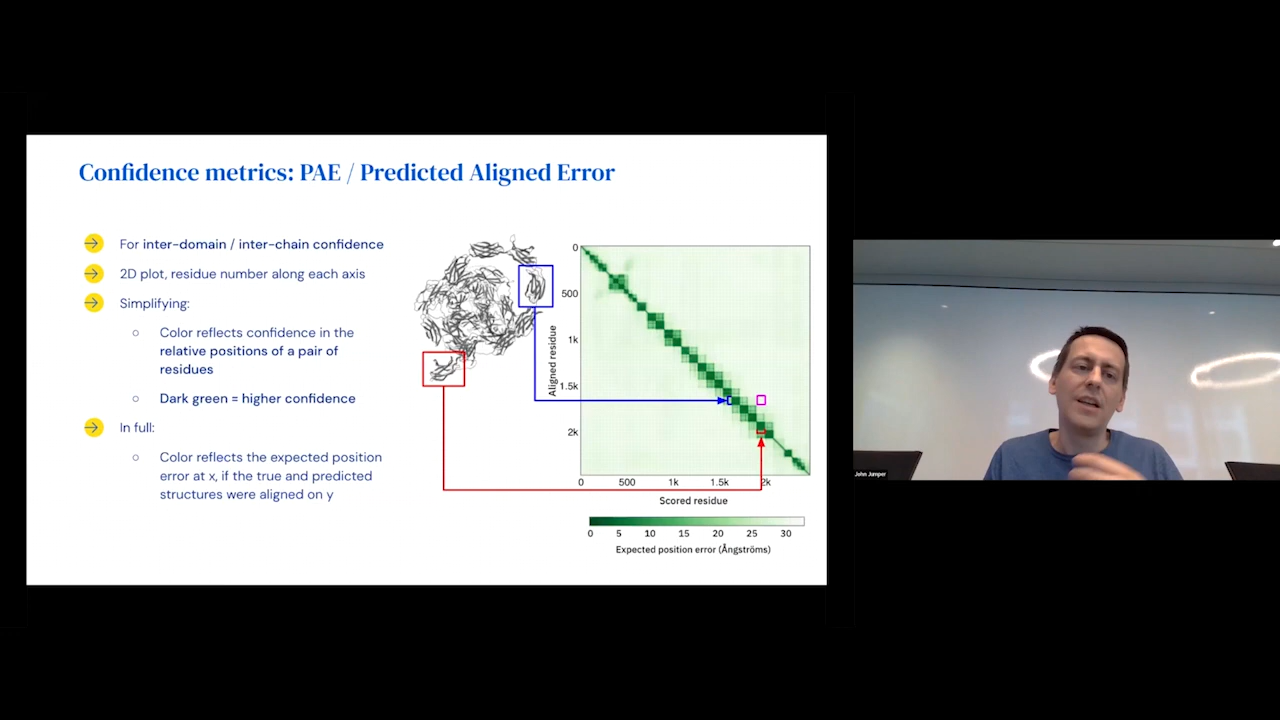 Confidence metrics: PAE / Predicted Aligned Error
For inter-domain / inter-chain confidence
2D plot, residue number along each axis
Simplifying:
Color reflects confidence in the
relative positions of a pair of
residues
Dark green = higher confidence
In full:
Color reflects the expected position
error at x, if the true and predicted
structures were aligned on y
0
500
1k
1.5k
2k
Aligned residue
0 500 1k 1.5k 2k
Scored residue
0 5 10 15 20 25 30
Expected position error (Ångströms)
John Jumper